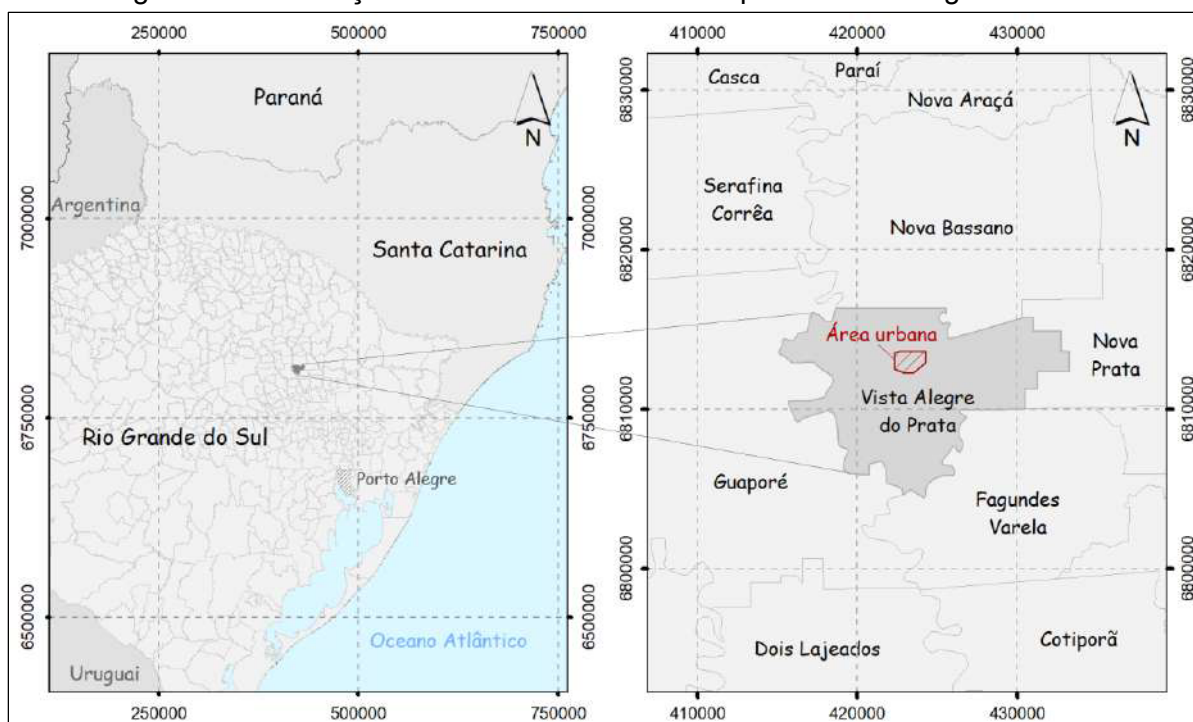 250000 500000 750000
Paraná
N
Argentina
7000000 7000000
Santa Catarina
6750000 6750000
Rio Grande do Sul
Porto Alegre
6500000 6500000
Oceano Atlântico
Uruguai
250000 500000 750000
410000 420000 430000
Casca
Paraí
6830000 6830000
Nova Araçá
N
Serafina
Corrêa
Nova Bassano
6820000 6820000
Área urbana
Nova
Prata
Vista Alegre
do Prata
6810000 6810000
Guaporé
Fagundes
Varela
6800000 6800000
Dois Lajeados
Cotiporã
410000 420000 430000